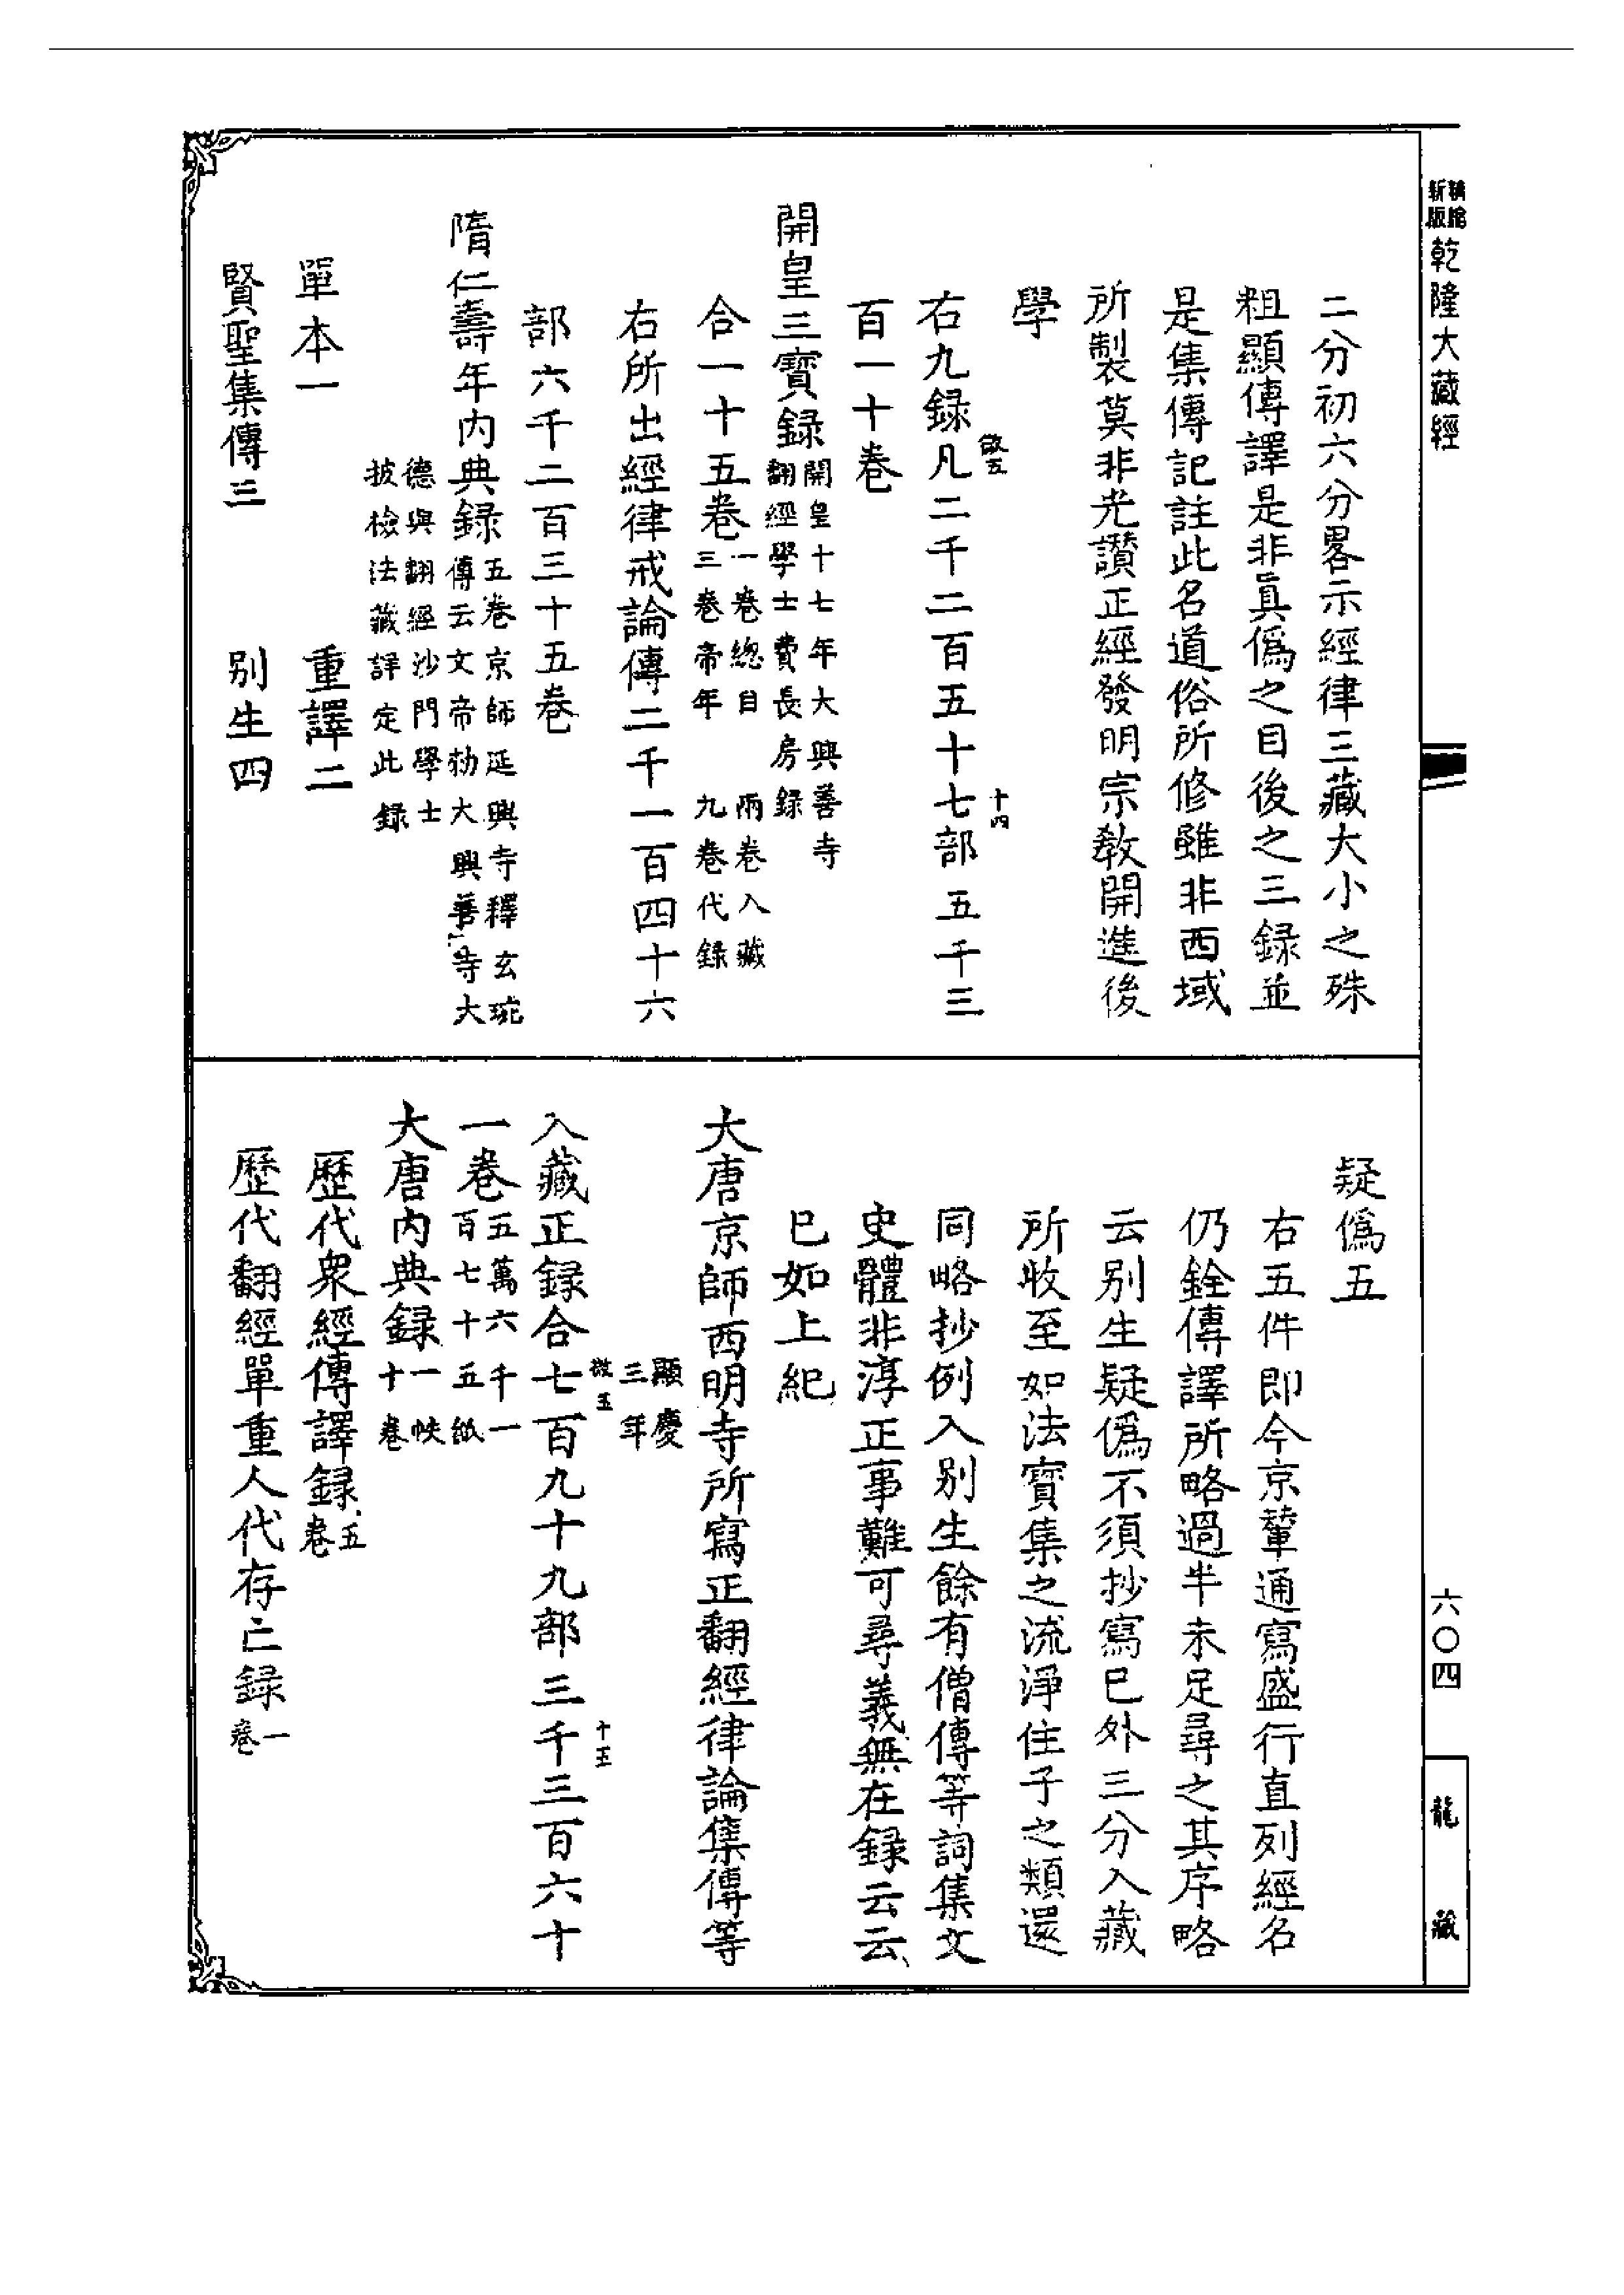 新版
精縮
乾隆大藏經
二分初六分畧示經律三藏大小之殊
粗顯傳譯是非眞僞之目後之三録並
是集傳記註此名道俗所修雖非西域
所製莫非光讚正經發明宗教開進後
學
微五
十四
右九録凡二千二百五十七部五千三
百一十卷
開皇三寶録
開皇十七年大興善寺
翻經學士費長房録
合一十五卷
一卷總目 兩卷入藏
三卷帝年 九卷代録
右所出經律戒論傳二千一百四十六
部六千二百三十五卷
隋仁壽年内典録
五卷京師延興寺釋玄琬
傳云文帝勑大興善寺大
德與翻經沙門學士
披檢法藏詳定此録
單本一 重譯二
賢聖集傳三 别生四
疑僞五
右五件即今京輦通寫盛行直列經名
仍銓傳譯所略過半未足尋之其序略
云别生疑僞不須抄寫巳外三分入藏
所收至如法寶集之流淨住子之類還
同略抄例入别生餘有僧傳等詞集文
史體非淳正事難可尋義無在録云云
巳如上紀
大唐京師西明寺所寫正翻經律論集傳等
顯慶
三年
微五
十五
入藏正録合七百九十九部三千三百六十
一卷
五萬六千一
百七十五紙
大唐内典録
一帙
十卷
歷代衆經傳譯録
五
卷
歷代翻經單重人代存亡録
一
卷
六〇四
龍藏